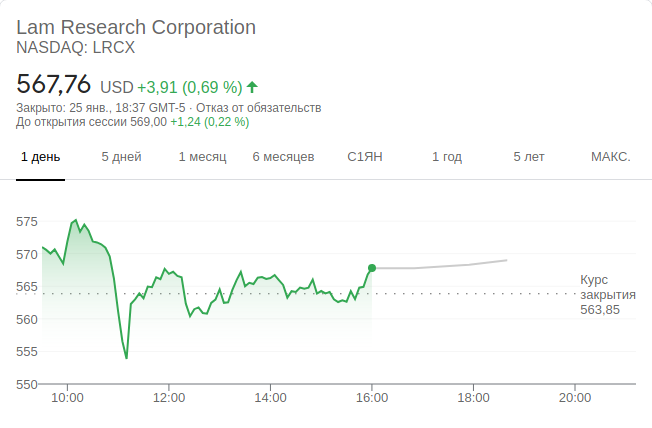 Lam Research Corporation
NASDAQ: LRCX
567,76 USD +3,91 (0,69 %)
Закрыто: 25 янв., 18:37 GMT-5 · Отказ от обязательств
До открытия сессии 569,00 +1,24 (0,22 %)
1 день 5 дней 1 месяц 6 месяцев С1ЯН 1 год 5 лет МАКС.
575
570
565
560
555
550
Курс
закрытия
563,85
10:00 12:00 14:00 16:00 18:00 20:00